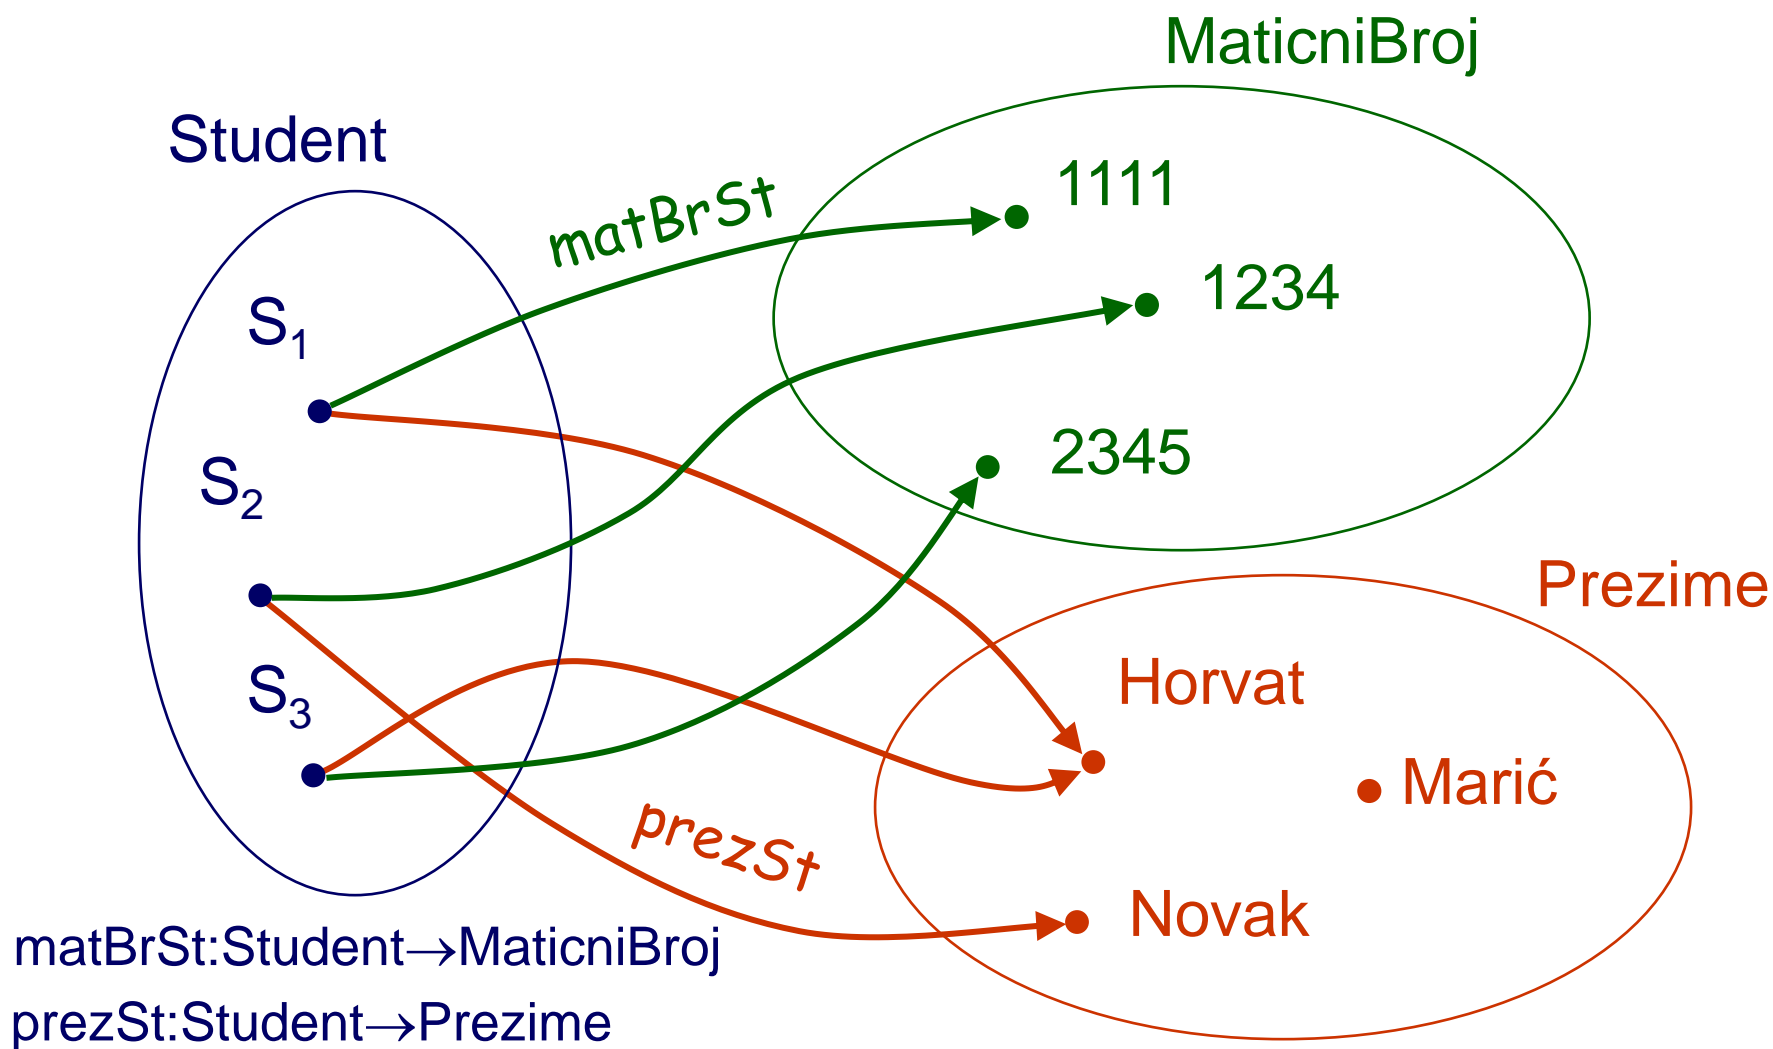 MaticniBroj
Student
matBrSt
1111
1234
S1
2345
S2
Prezime
S3
Horvat
Marić
prezSt
Novak
matBrSt:Student→MaticniBroj
prezSt:Student→Prezime